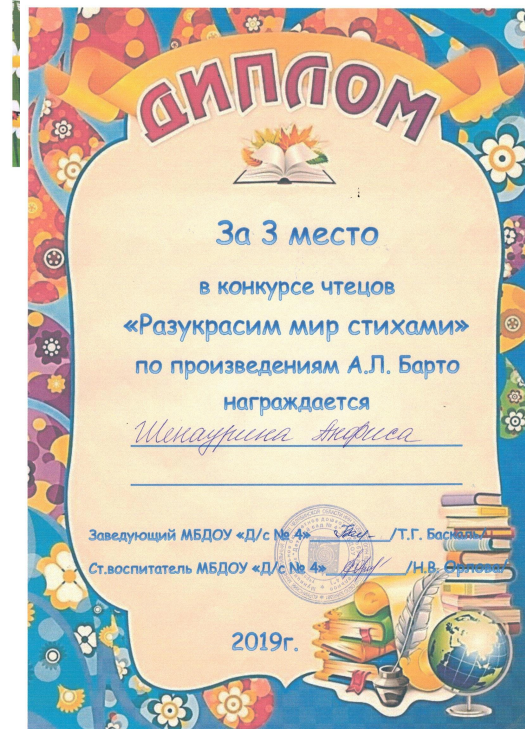 ДИПЛОМ
За 3 место
в конкурсе чтецов
«Разукрасим мир стихами»
по произведениям А.Л. Барто
награждается
Шенаурина Анфиса
Заведующий МБДОУ «Д/с № 4» /Т.Г.
Ст.воспитатель МБДОУ «Д/с № 4» /Н.В. Орлова/
2019г.